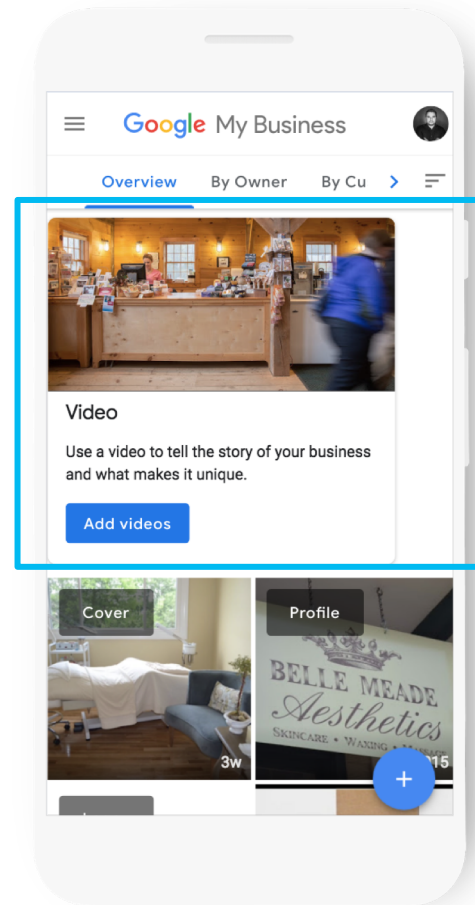 Google My Business
Overview By Owner By Cu
Video
Use a video to tell the story of your business
and what makes it unique.
Add videos
Cover
Profile
BELLE MEADE
Aesthetics
SKINCARE • WAXING •
3w
15
+